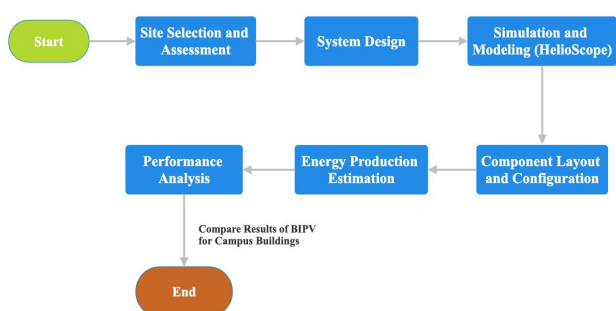 Start
Site Selection and
Assessment
System Design
Simulation and
Modeling (HelioScope)
Component Layout
and Configuration
Energy Production
Estimation
Performance
Analysis
Compare Results of BIPV
for Campus Buildings
End